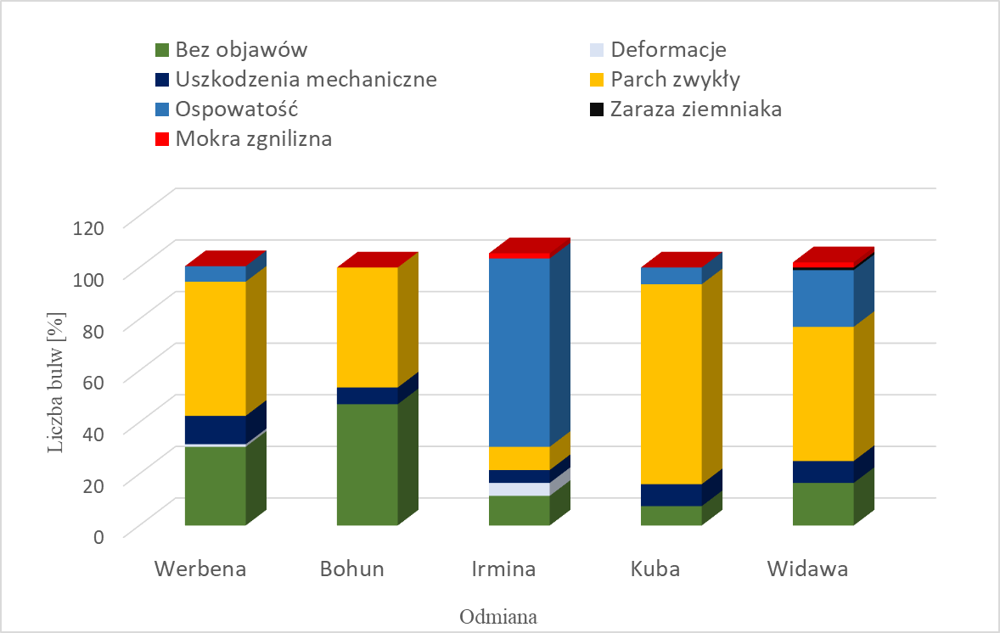 Bez objawów
Deformacje
Uszkodzenia mechaniczne
Parch zwykły
Ospowatość
Zaraza ziemniaka
Mokra zgnilizna
120
100
80
60
40
20
0
Liczba bulw [%]
Werbena
Bohun
Irmina
Kuba
Widawa
Odmiana